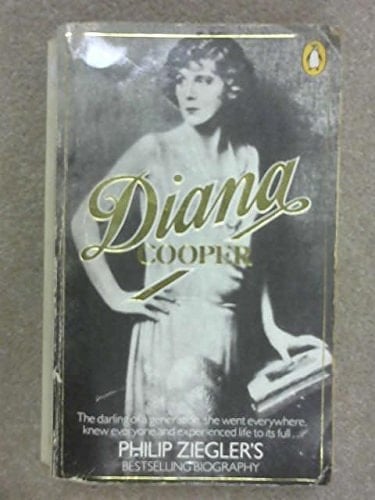 Diana
COOPER
The darling of a generation, she went everywhere,
knew everyone and experienced life to its full...
PHILIP ZIEGLER'S
BESTSELLING BIOGRAPHY